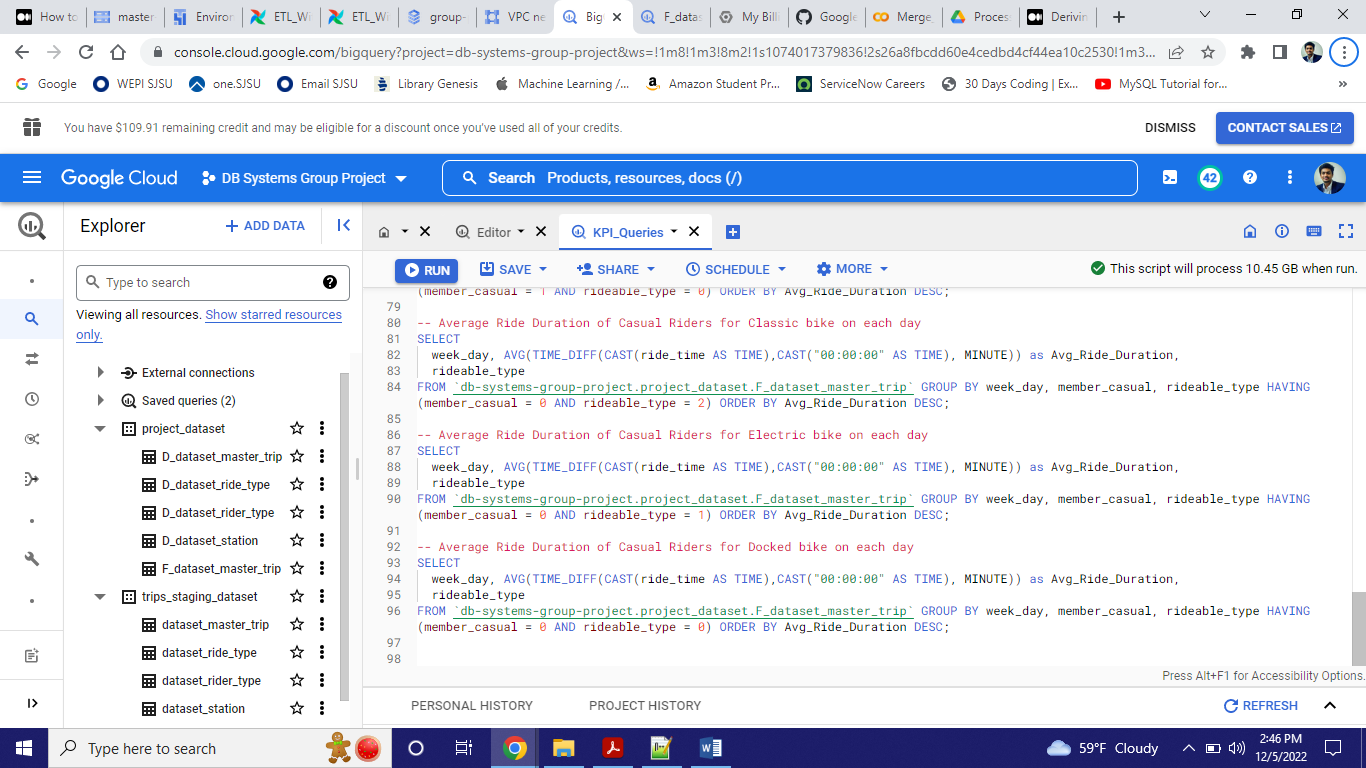 How to
master
Environ
ETL_Wi
ETL_Wi
group-
VPC ne
Big
F_data
My Bill
Google
Merge_
Process
Derivin
console.cloud.google.com/bigquery?project=db-systems-group-project&ws=!1m8!1m3!8m2!1s1074017379836!2s26a8fbcdd60e4cedbd4cf44ea10c2530!1m3...
Google
WEPI SJSU
one.SJSU
Email SJSU
Library Genesis
Machine Learning /...
Amazon Student Pr...
ServiceNow Careers
30 Days Coding | Ex...
MySQL Tutorial for...
»
You have $109.91 remaining credit and may be eligible for a discount once you've used all of your credits.
DISMISS
CONTACT SALES
Google Cloud
DB Systems Group Project
Search Products, resources, docs (/)
42
Explorer
+ ADD DATA
Editor
KPI_Queries
RUN
SAVE
SHARE
SCHEDULE
MORE
This script will process 10.45 GB when run.
Type to search
Viewing all resources. Show starred resources
only.
External connections
Saved queries (2)
project_dataset
D_dataset_master_trip
D_dataset_ride_type
D_dataset_rider_type
D_dataset_station
F_dataset_master_trip
trips_staging_dataset
dataset_master_trip
dataset_ride_type
dataset_rider_type
dataset_station
(member_casual = 1 AND rideable_type = 0) ORDER BY Avg_Ride_Duration DESC;
79
80 -- Average Ride Duration of Casual Riders for Classic bike on each day
81 SELECT
82 week_day, AVG(TIME_DIFF(CAST(ride_time AS TIME),CAST("00:00:00" AS TIME), MINUTE)) as Avg_Ride_Duration,
83 rideable_type
84 FROM `db-systems-group-project.project_dataset.F_dataset_master_trip` GROUP BY week_day, member_casual, rideable_type HAVING
(member_casual = 0 AND rideable_type = 2) ORDER BY Avg_Ride_Duration DESC;
85
86 -- Average Ride Duration of Casual Riders for Electric bike on each day
87 SELECT
88 week_day, AVG(TIME_DIFF(CAST(ride_time AS TIME),CAST("00:00:00" AS TIME), MINUTE)) as Avg_Ride_Duration,
89 rideable_type
90 FROM `db-systems-group-project.project_dataset.F_dataset_master_trip` GROUP BY week_day, member_casual, rideable_type HAVING
(member_casual = 0 AND rideable_type = 1) ORDER BY Avg_Ride_Duration DESC;
91
92 -- Average Ride Duration of Casual Riders for Docked bike on each day
93 SELECT
94 week_day, AVG(TIME_DIFF(CAST(ride_time AS TIME),CAST("00:00:00" AS TIME), MINUTE)) as Avg_Ride_Duration,
95 rideable_type
96 FROM `db-systems-group-project.project_dataset.F_dataset_master_trip` GROUP BY week_day, member_casual, rideable_type HAVING
(member_casual = 0 AND rideable_type = 0) ORDER BY Avg_Ride_Duration DESC;
97
98
Press Alt+F1 for Accessibility Options.
PERSONAL HISTORY
PROJECT HISTORY
REFRESH
Type here to search
59°F Cloudy
2:46 PM
12/5/2022